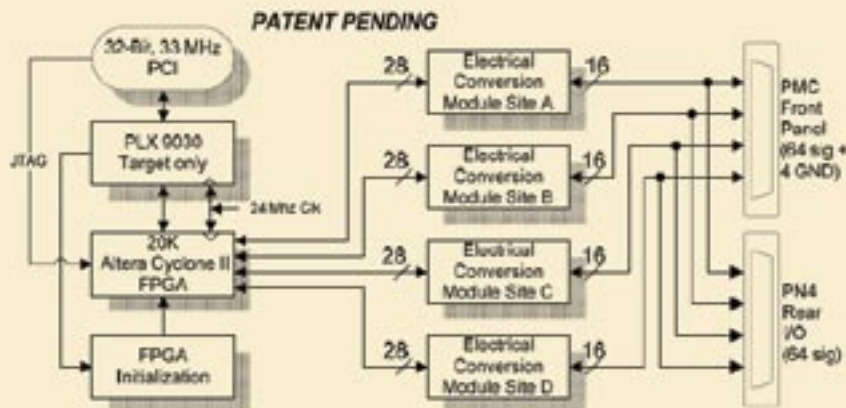 PATENT PENDING
32-Bit, 33 MHz
PCI
JTAG
PLX 9030
Target only
24 Mhz Clk
20K
Altera Cyclone II
FPGA
FPGA
Initialization
28
Electrical
Conversion
Module Site A
16
28
Electrical
Conversion
Module Site B
16
28
Electrical
Conversion
Module Site C
16
28
Electrical
Conversion
Module Site D
16
PMC
Front
Panel
(64 sig +
4 GND)
PN4
Rear
I/O
(64 sig)